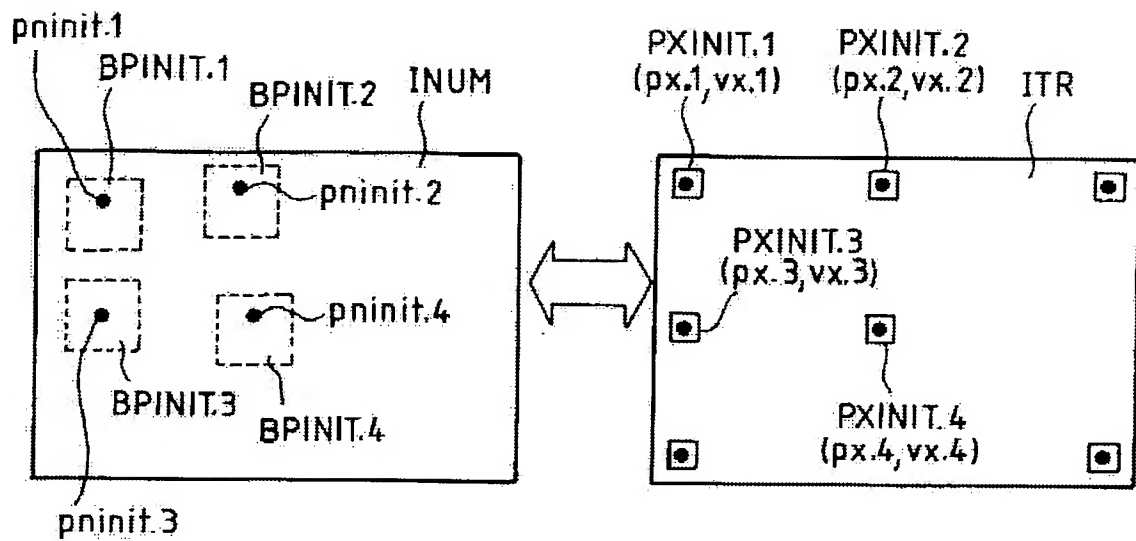 pninit.1
BPINIT.1
BPINIT.2
INUM
pninit.2
pninit.4
BPINIT.3
BPINIT.4
pninit.3
PXINIT.1
(px.1,vx.1)
PXINIT.2
(px.2,vx.2)
ITR
PXINIT.3
(px.3,vx.3)
PXINIT.4
(px.4,vx.4)